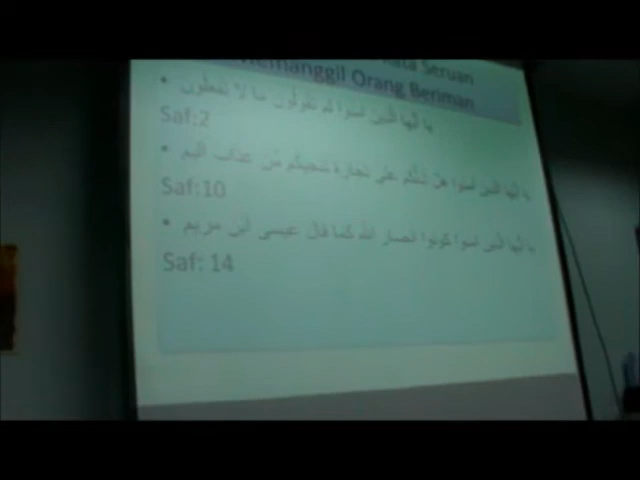 Kata Seruan
Memanggil Orang Beriman
• يا أيها الذين آمنوا لم تقولون ما لا تفعلون
Saf:2
• يا أيها الذين آمنوا هل أدلكم على تجارة تنجيكم من عذاب أليم
Saf:10
• يا أيها الذين آمنوا كونوا أنصار الله كما قال عيسى ابن مريم
Saf: 14